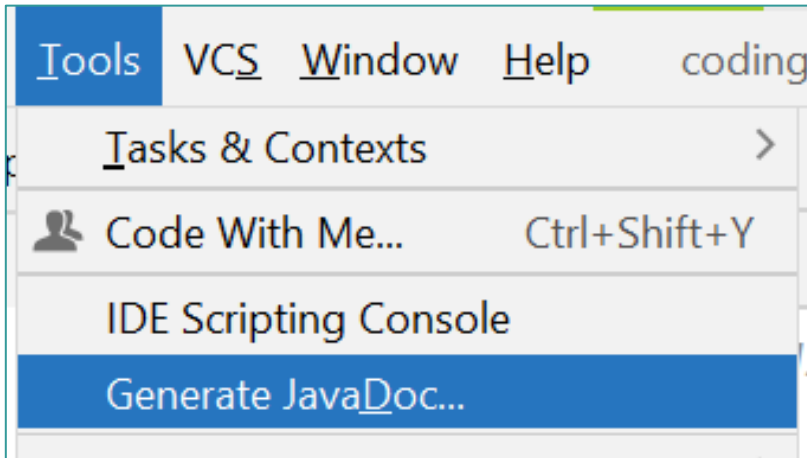 Tools VCS Window Help coding
Tasks & Contexts
Code With Me... Ctrl+Shift+Y
IDE Scripting Console
Generate JavaDoc...